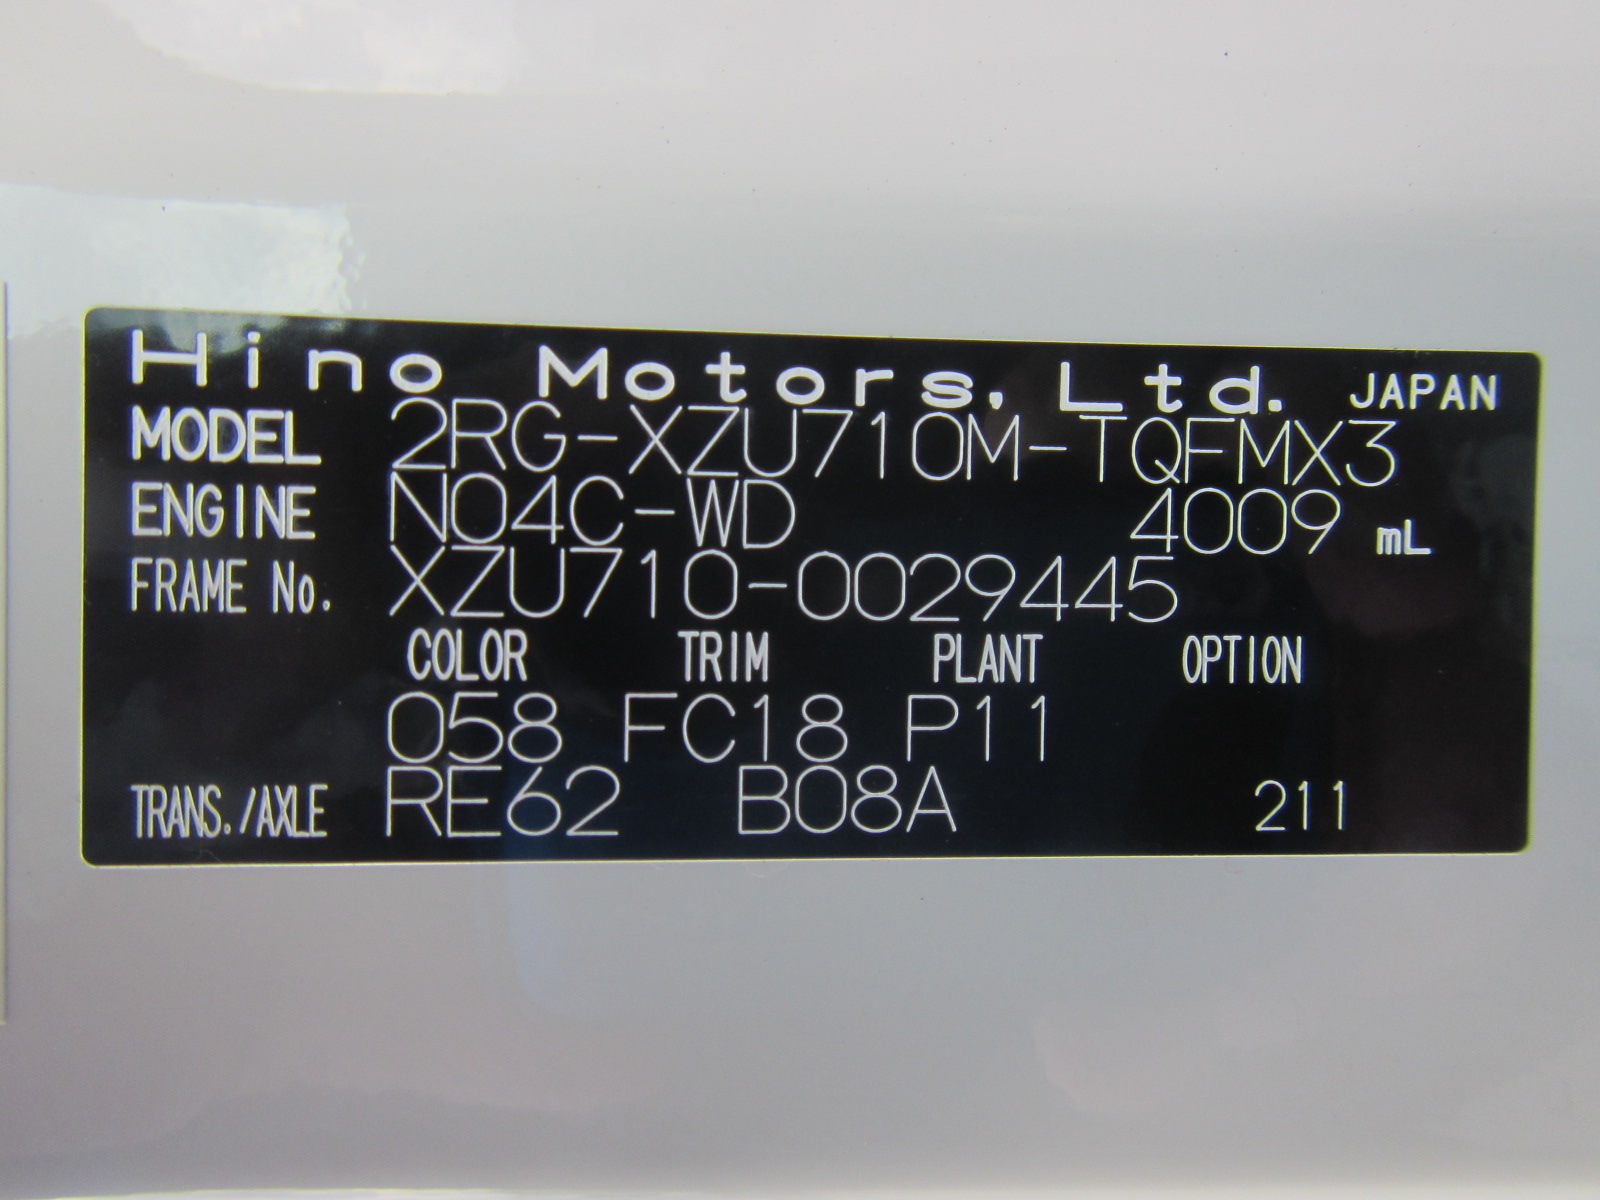 Hino Motors, Ltd. JAPAN
MODEL 2RG-XZU710M-TQFMX3
ENGINE N04C-WD 4009 mL
FRAME No. XZU710-0029445
COLOR TRIM PLANT OPTION
058 FC18 P11
TRANS./AXLE RE62 B08A 211